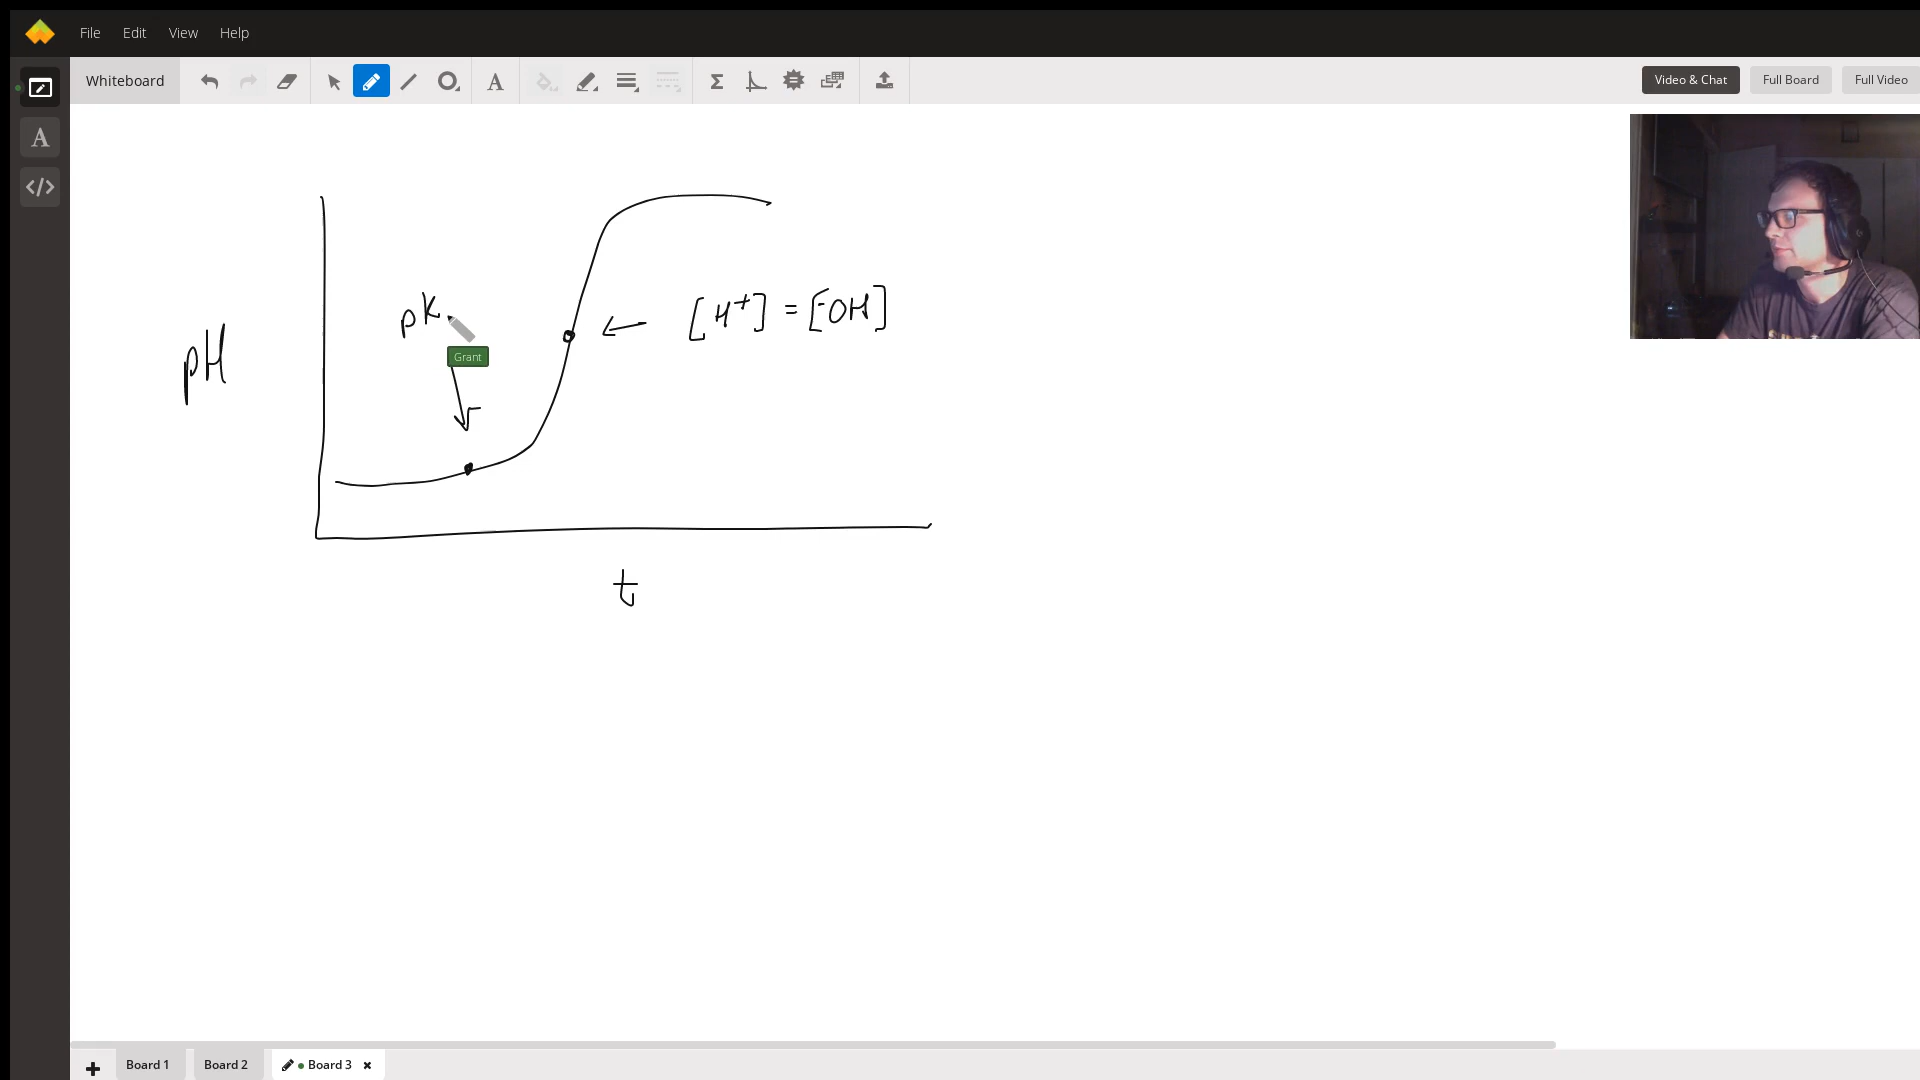 File Edit View Help
Whiteboard A Σ Video & Chat Full Board Full Video
A
</>
pK
Grant
[H+] = [-OH]
pH
t
+ Board 1 Board 2 Board 3 ×